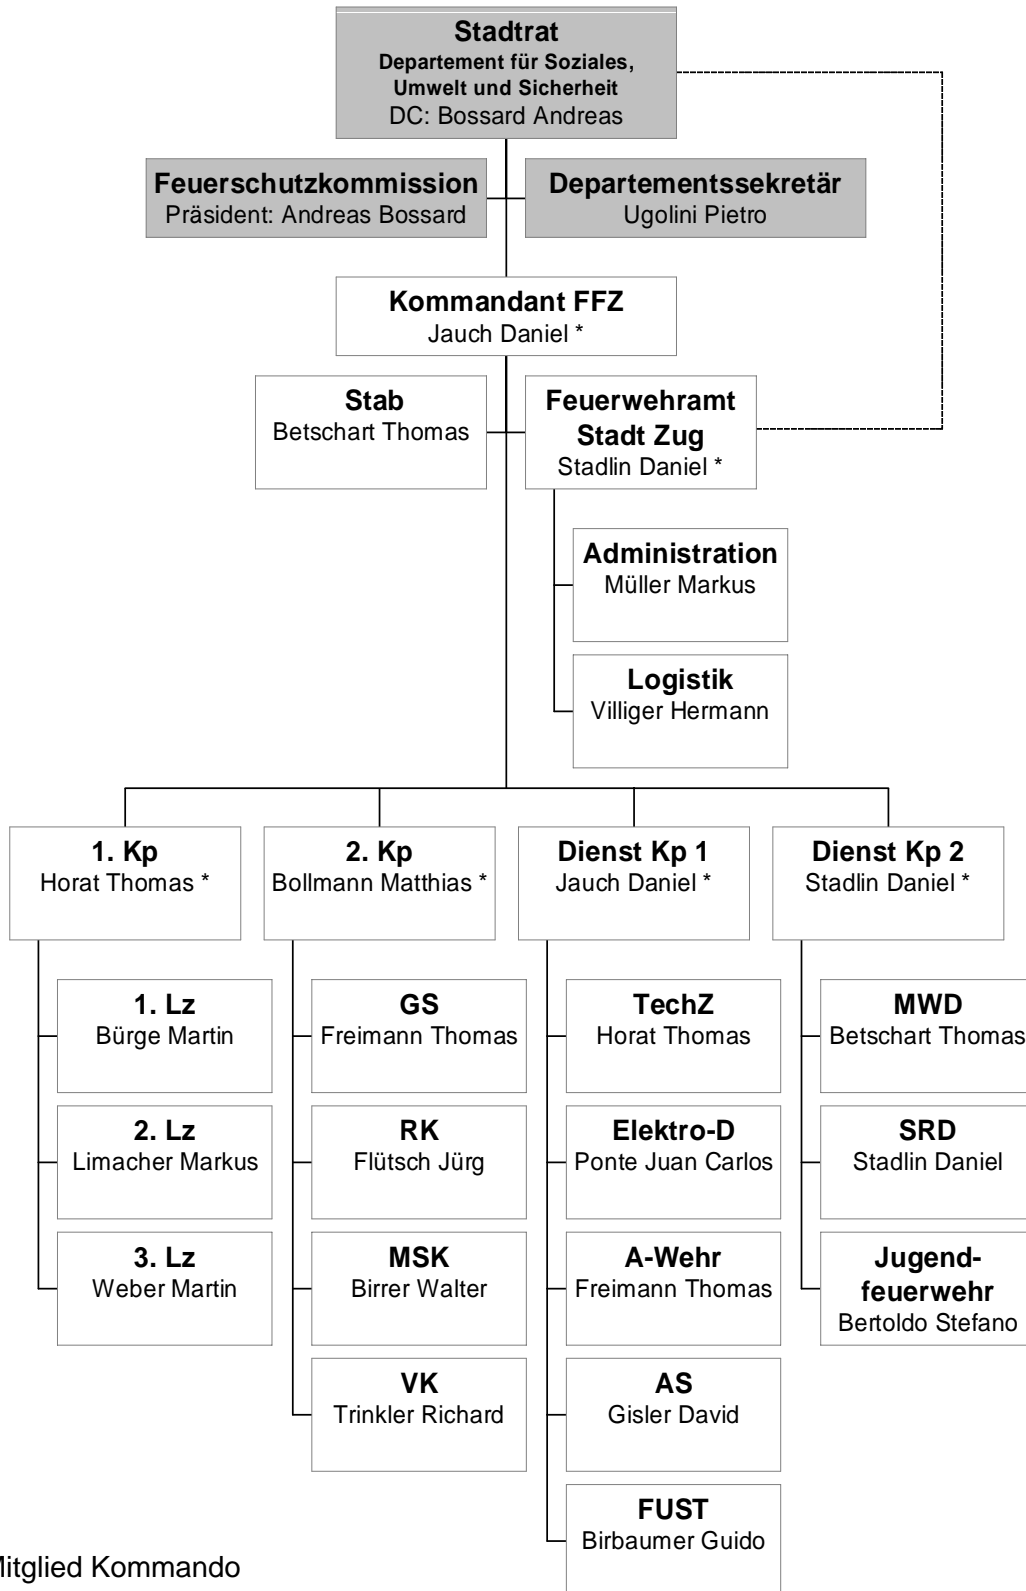 Stadtrat
Departement für Soziales,
Umwelt und Sicherheit
DC: Bossard Andreas
Feuerschutzkommission
Präsident: Andreas Bossard
Departementssekretär
Ugolini Pietro
Kommandant FFZ
Jauch Daniel *
Stab
Betschart Thomas
Feuerwehramt
Stadt Zug
Stadlin Daniel *
Administration
Müller Markus
Logistik
Villiger Hermann
1. Kp
Horat Thomas *
2. Kp
Bollmann Matthias *
Dienst Kp 1
Jauch Daniel *
Dienst Kp 2
Stadlin Daniel *
1. Lz
Bürge Martin
2. Lz
Limacher Markus
3. Lz
Weber Martin
GS
Freimann Thomas
RK
Flütsch Jürg
MSK
Birrer Walter
VK
Trinkler Richard
TechZ
Horat Thomas
Elektro-D
Ponte Juan Carlos
A-Wehr
Freimann Thomas
AS
Gisler David
FUST
Birbaumer Guido
MWD
Betschart Thomas
SRD
Stadlin Daniel
Jugend-
feuerwehr
Bertoldo Stefano
Mitglied Kommando